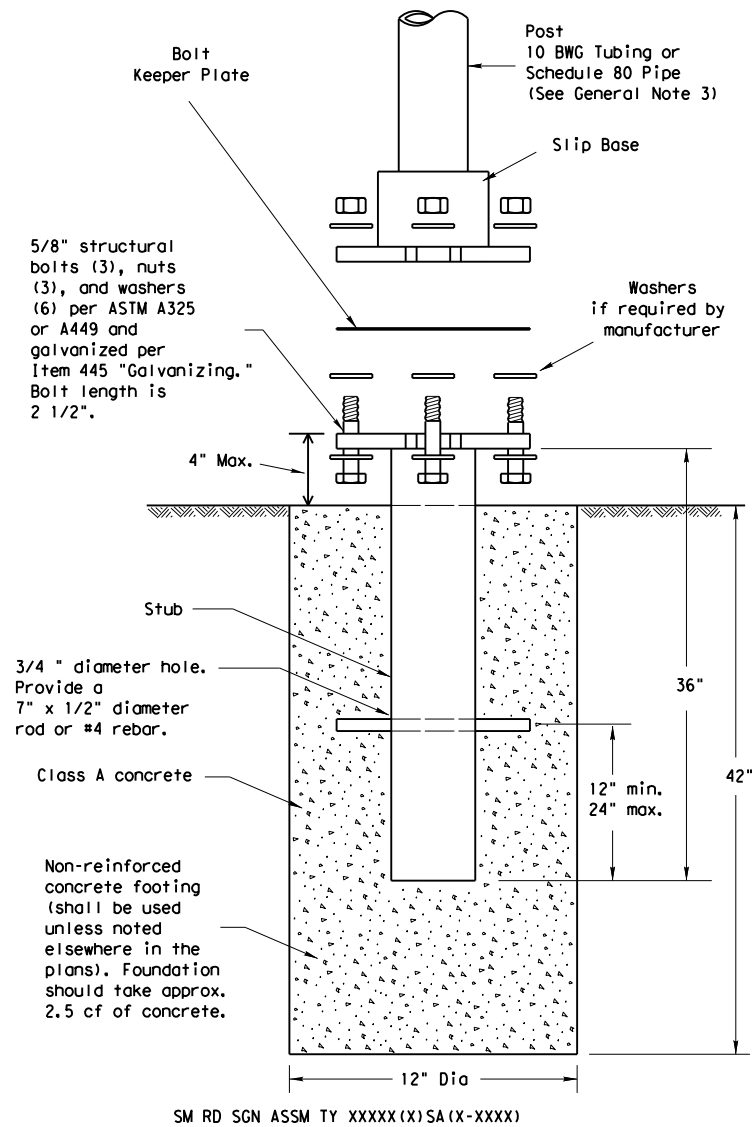 Bolt
Keeper Plate
Post
10 BWG Tubing or
Schedule 80 Pipe
(See General Note 3)
Slip Base
5/8" structural
bolts (3), nuts
(3), and washers
(6) per ASTM A325
or A449 and
galvanized per
Item 445 "Galvanizing."
Bolt length is
2 1/2".
Washers
if required by
manufacturer
4" Max.
Stub
3/4 " diameter hole.
Provide a
7" x 1/2" diameter
rod or #4 rebar.
36"
12" min.
24" max.
42"
Class A concrete
Non-reinforced
concrete footing
(shall be used
unless noted
elsewhere in the
plans). Foundation
should take approx.
2.5 cf of concrete.
12" Dia
SM RD SGN ASSM TY XXXXX(X)SA(X-XXXX)